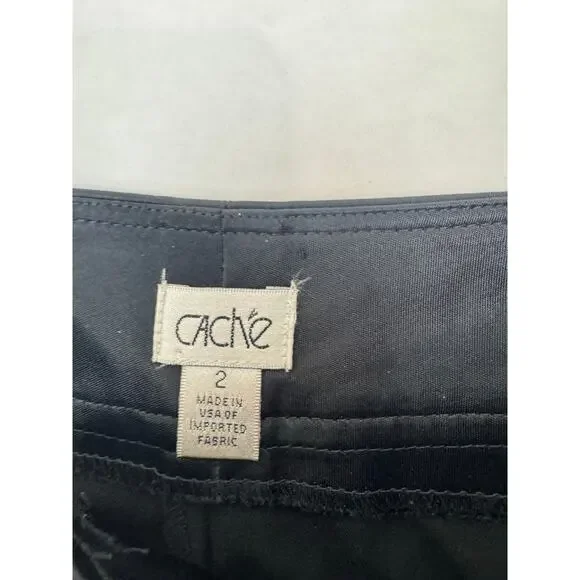 CAChé
2
MADE IN
USA OF
IMPORTED
FABRIC